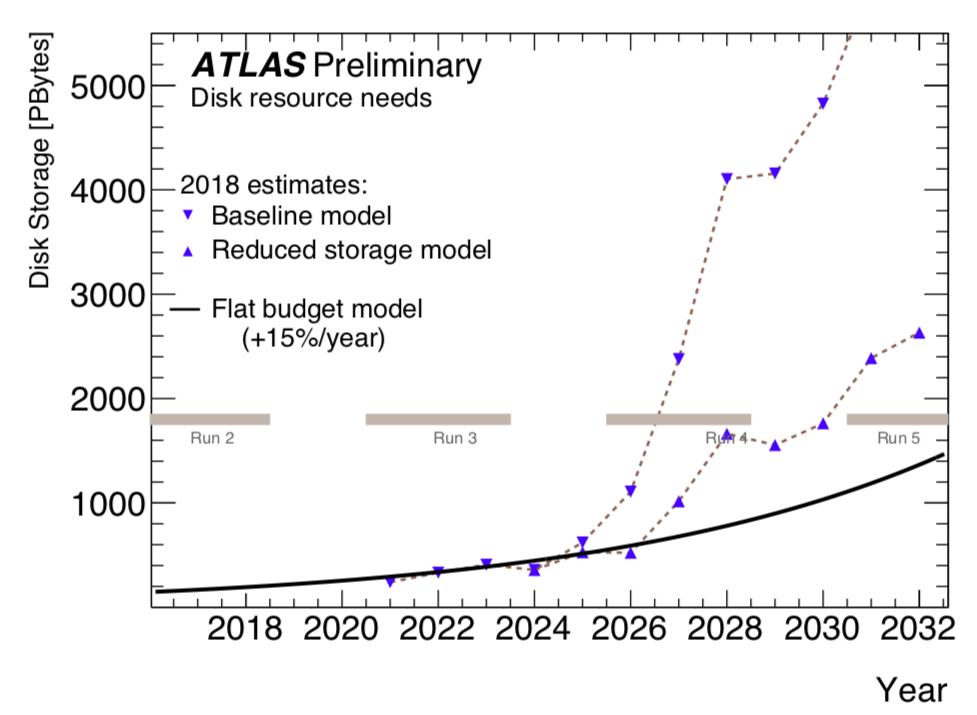 ATLAS Preliminary
Disk resource needs
2018 estimates:
Baseline model
Reduced storage model
Flat budget model
(+15%/year)
Disk Storage [PBytes]
5000
4000
3000
2000
1000
Run 2
Run 3
Run 4
Run 5
2018 2020 2022 2024 2026 2028 2030 2032
Year